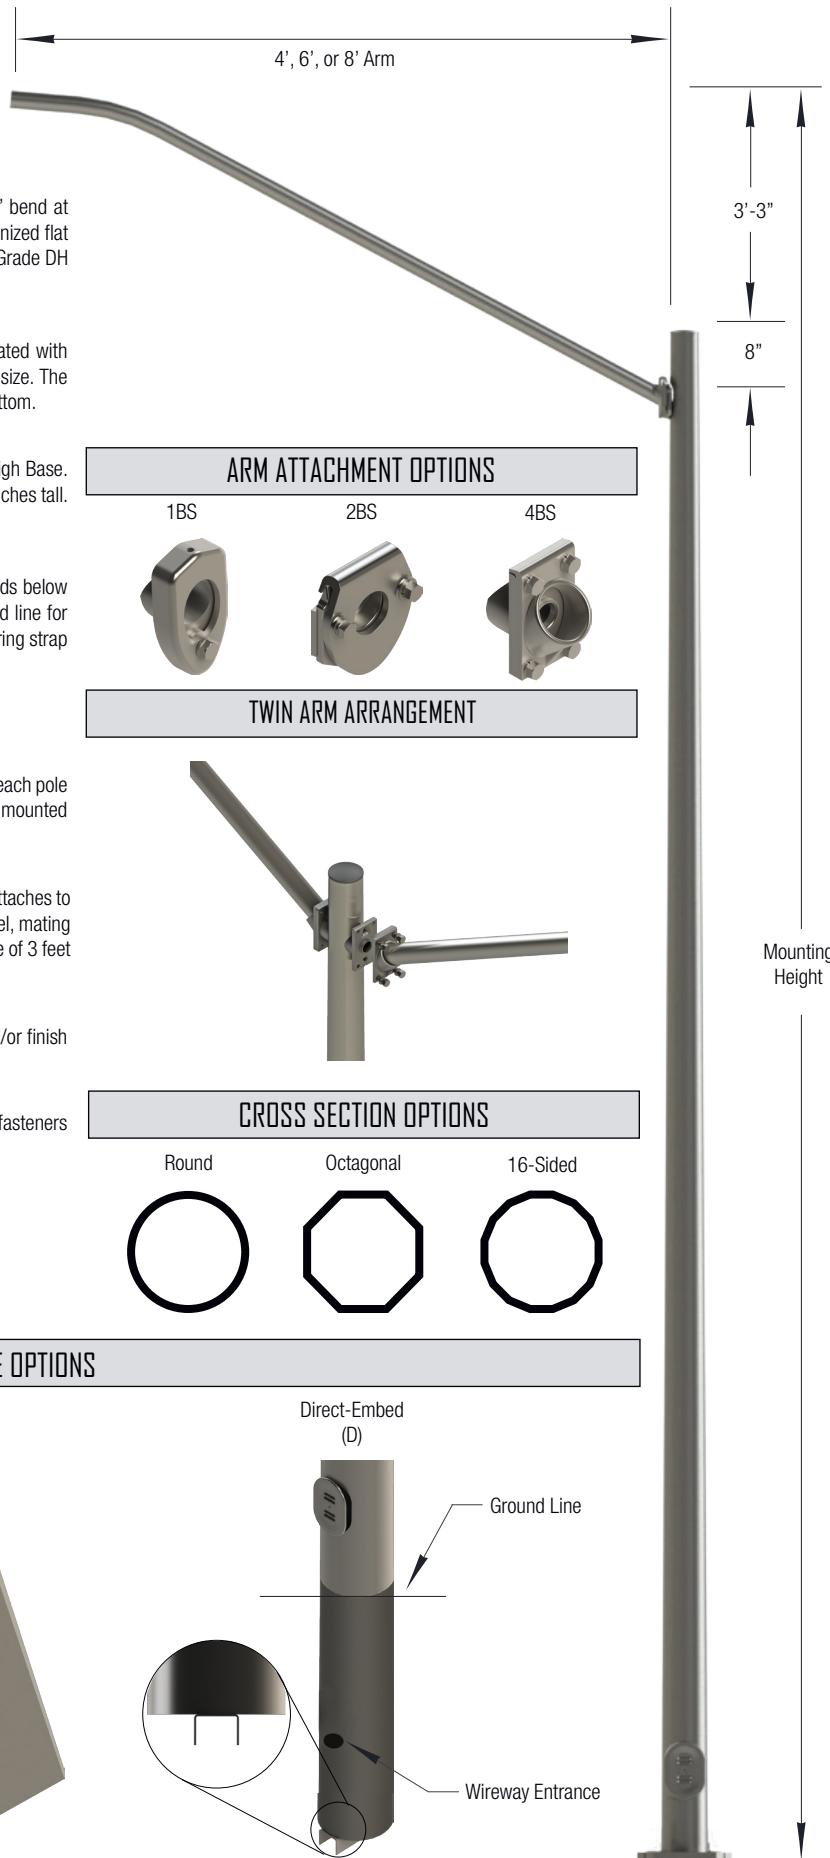 4’, 6’, or 8’ Arm
3’-3”
8”
” bend at
nized flat
Grade DH
ated with
size. The
ttom.
igh Base.
ches tall.
ds below
d line for
ring strap
each pole
mounted
ttaches to
el, mating
e of 3 feet
/or finish
fasteners
ARM ATTACHMENT OPTIONS
1BS 2BS 4BS
TWIN ARM ARRANGEMENT
Mounting
Height
CROSS SECTION OPTIONS
Round Octagonal 16-Sided
E OPTIONS
Direct-Embed
(D)
Ground Line
Wireway Entrance